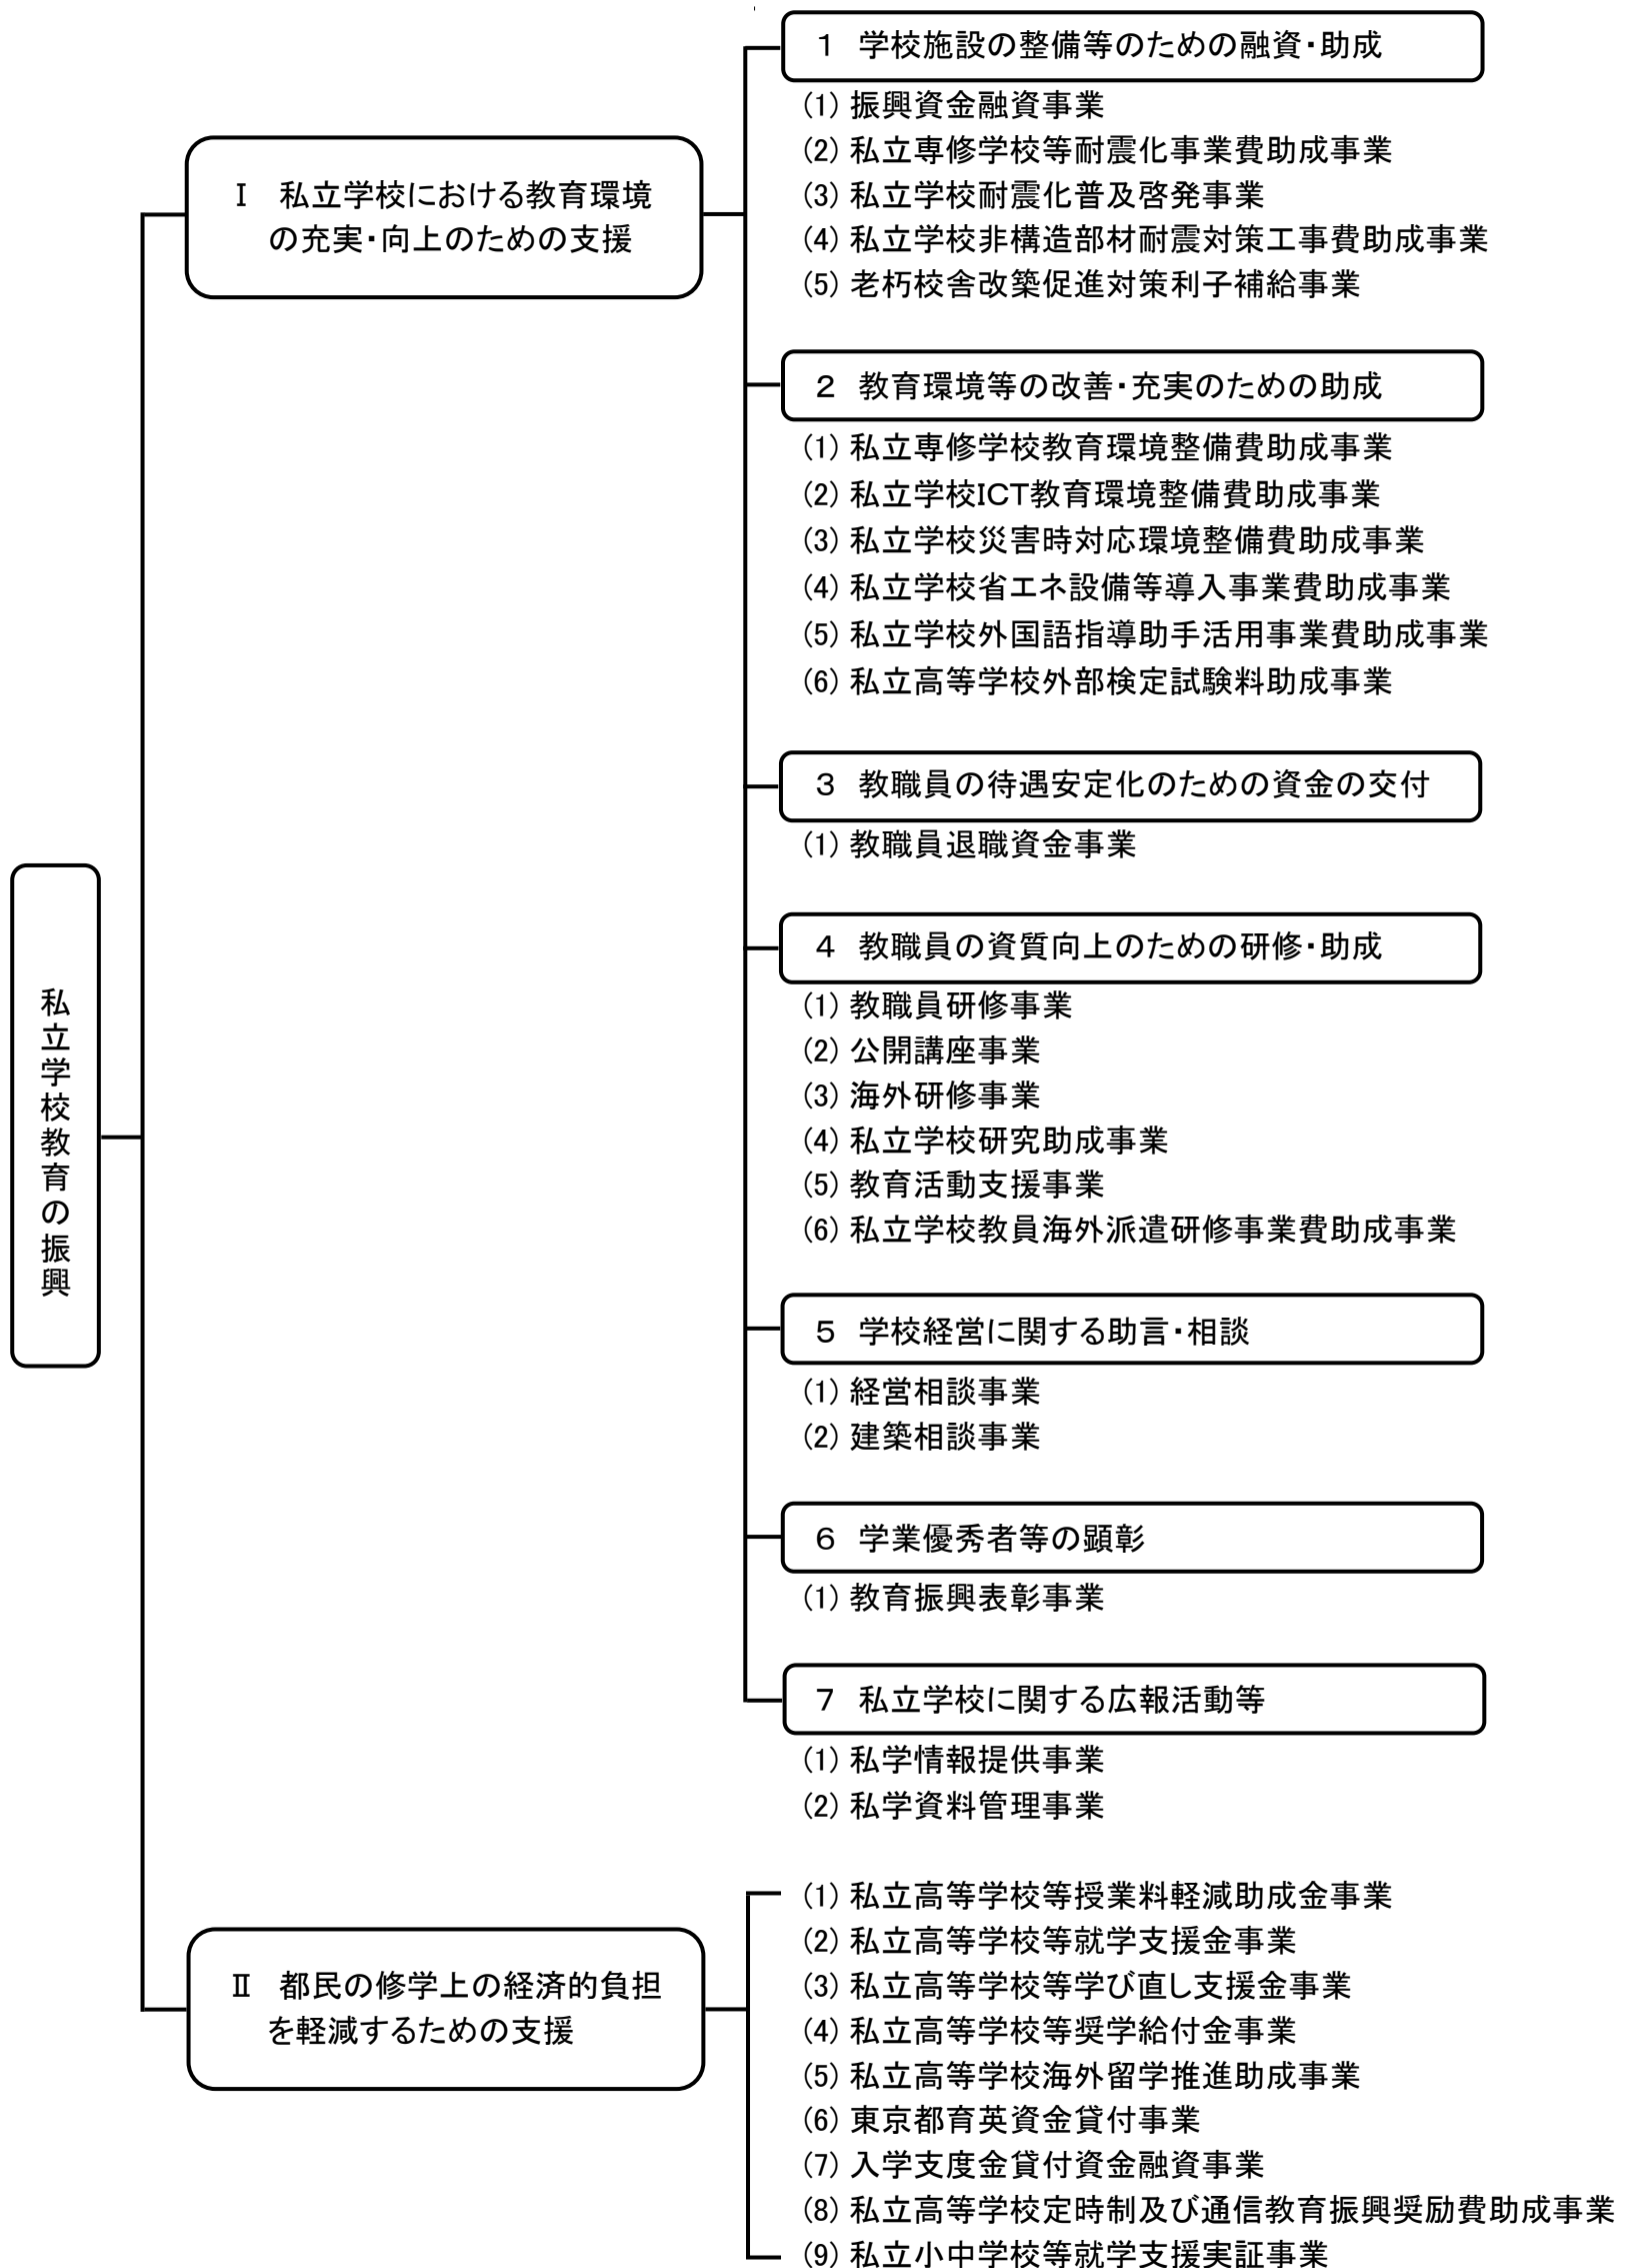 私立学校教育の振興
Ⅰ　私立学校における教育環境
の充実・向上のための支援
１　学校施設の整備等のための融資・助成
(1) 振興資金融資事業
(2) 私立専修学校等耐震化事業費助成事業
(3) 私立学校耐震化普及啓発事業
(4) 私立学校非構造部材耐震対策工事費助成事業
(5) 老朽校舎改築促進対策利子補給事業
２　教育環境等の改善・充実のための助成
(1) 私立専修学校教育環境整備費助成事業
(2) 私立学校ICT教育環境整備費助成事業
(3) 私立学校災害時対応環境整備費助成事業
(4) 私立学校省エネ設備等導入事業費助成事業
(5) 私立学校外国語指導助手活用事業費助成事業
(6) 私立高等学校外部検定試験料助成事業
３　教職員の待遇安定化のための資金の交付
(1) 教職員退職資金事業
４　教職員の資質向上のための研修・助成
(1) 教職員研修事業
(2) 公開講座事業
(3) 海外研修事業
(4) 私立学校研究助成事業
(5) 教育活動支援事業
(6) 私立学校教員海外派遣研修事業費助成事業
５　学校経営に関する助言・相談
(1) 経営相談事業
(2) 建築相談事業
６　学業優秀者等の顕彰
(1) 教育振興表彰事業
７　私立学校に関する広報活動等
(1) 私学情報提供事業
(2) 私学資料管理事業
Ⅱ　都民の修学上の経済的負担
を軽減するための支援
(1) 私立高等学校等授業料軽減助成金事業
(2) 私立高等学校等就学支援金事業
(3) 私立高等学校等学び直し支援金事業
(4) 私立高等学校等奨学給付金事業
(5) 私立高等学校海外留学推進助成事業
(6) 東京都育英資金貸付事業
(7) 入学支度金貸付資金融資事業
(8) 私立高等学校定時制及び通信教育振興奨励費助成事業
(9) 私立小中学校等就学支援実証事業